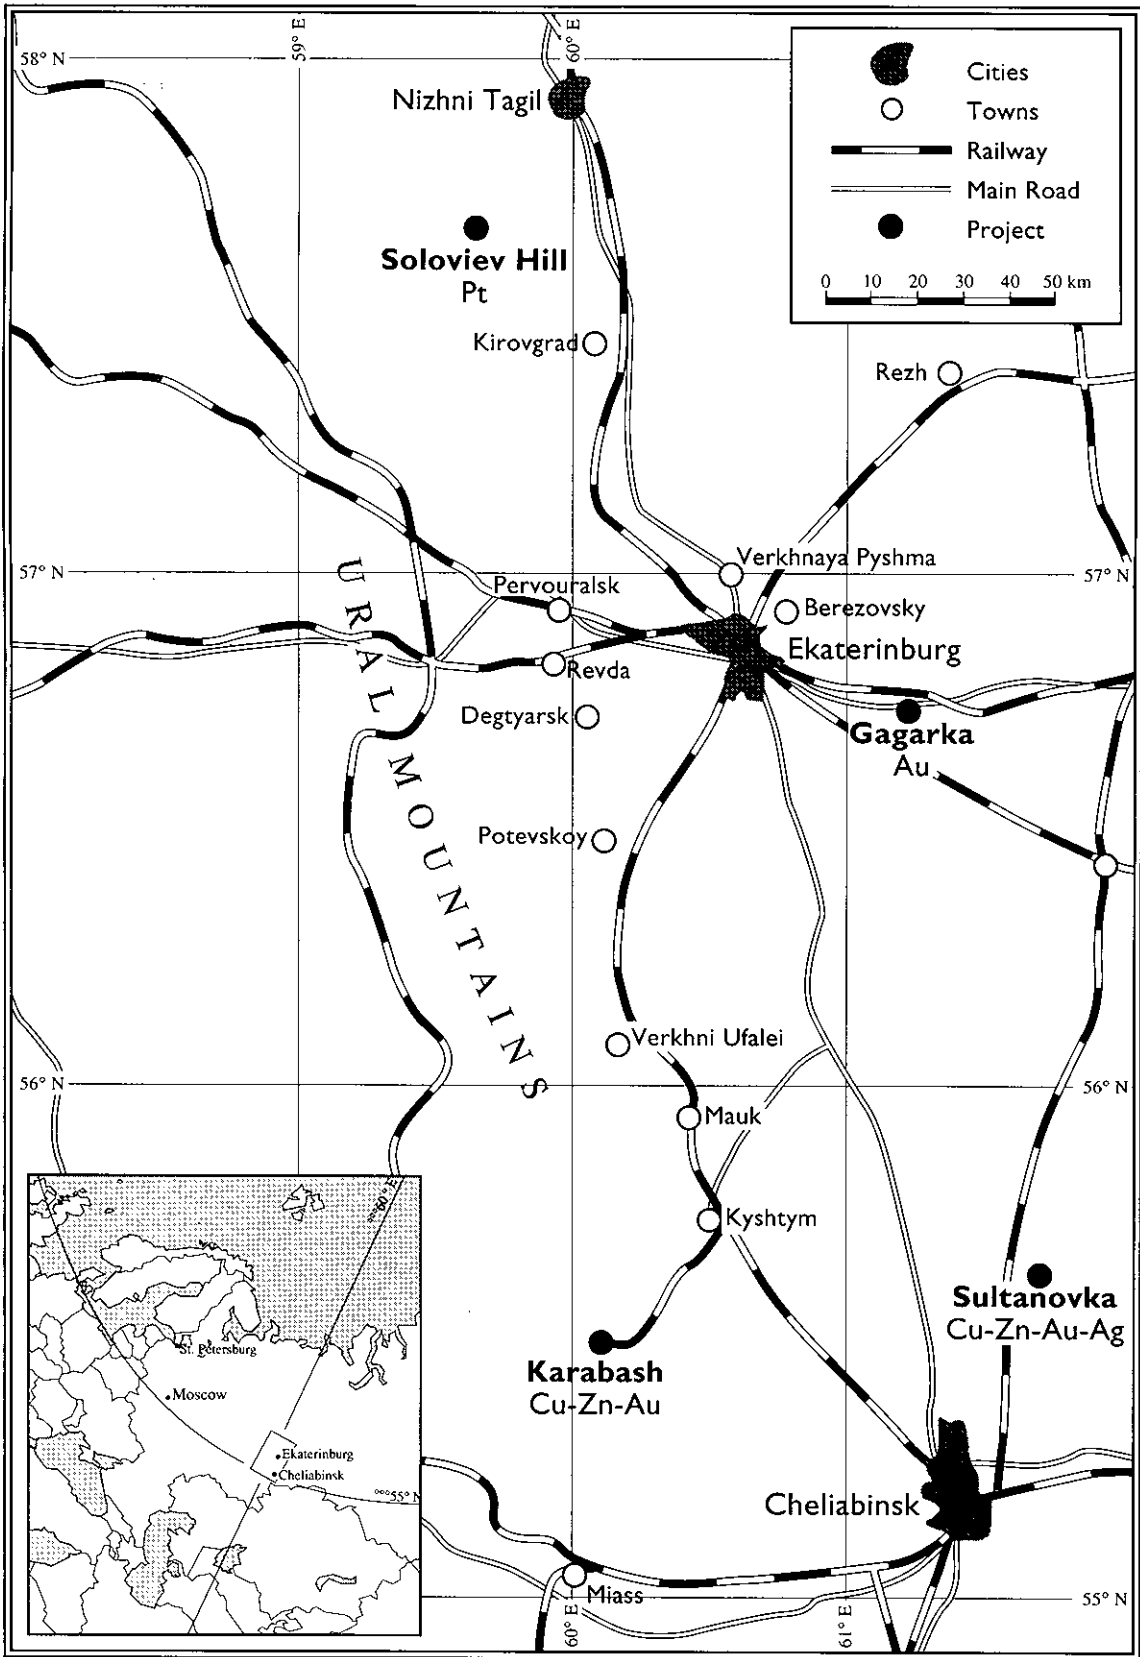 58° N
59° E
60° E
Cities
Towns
Railway
Main Road
Project
0 10 20 30 40 50 km
Nizhni Tagil
Soloviev Hill
Pt
Kirovgrad
Rezh
Verkhnaya Pyshma
57° N
57° N
Pervouralsk
Berezovsky
Ekaterinburg
Revda
Degtyarsk
Gagarka
Au
URAL MOUNTAINS
Potevskoy
Verkhni Ufalei
56° N
56° N
Mauk
Kyshtym
60° E
Sultanovka
Cu-Zn-Au-Ag
St. Petersburg
Karabash
Cu-Zn-Au
Moscow
Ekaterinburg
Cheliabinsk
55° N
Cheliabinsk
Miass
55° N
60° E
61° E